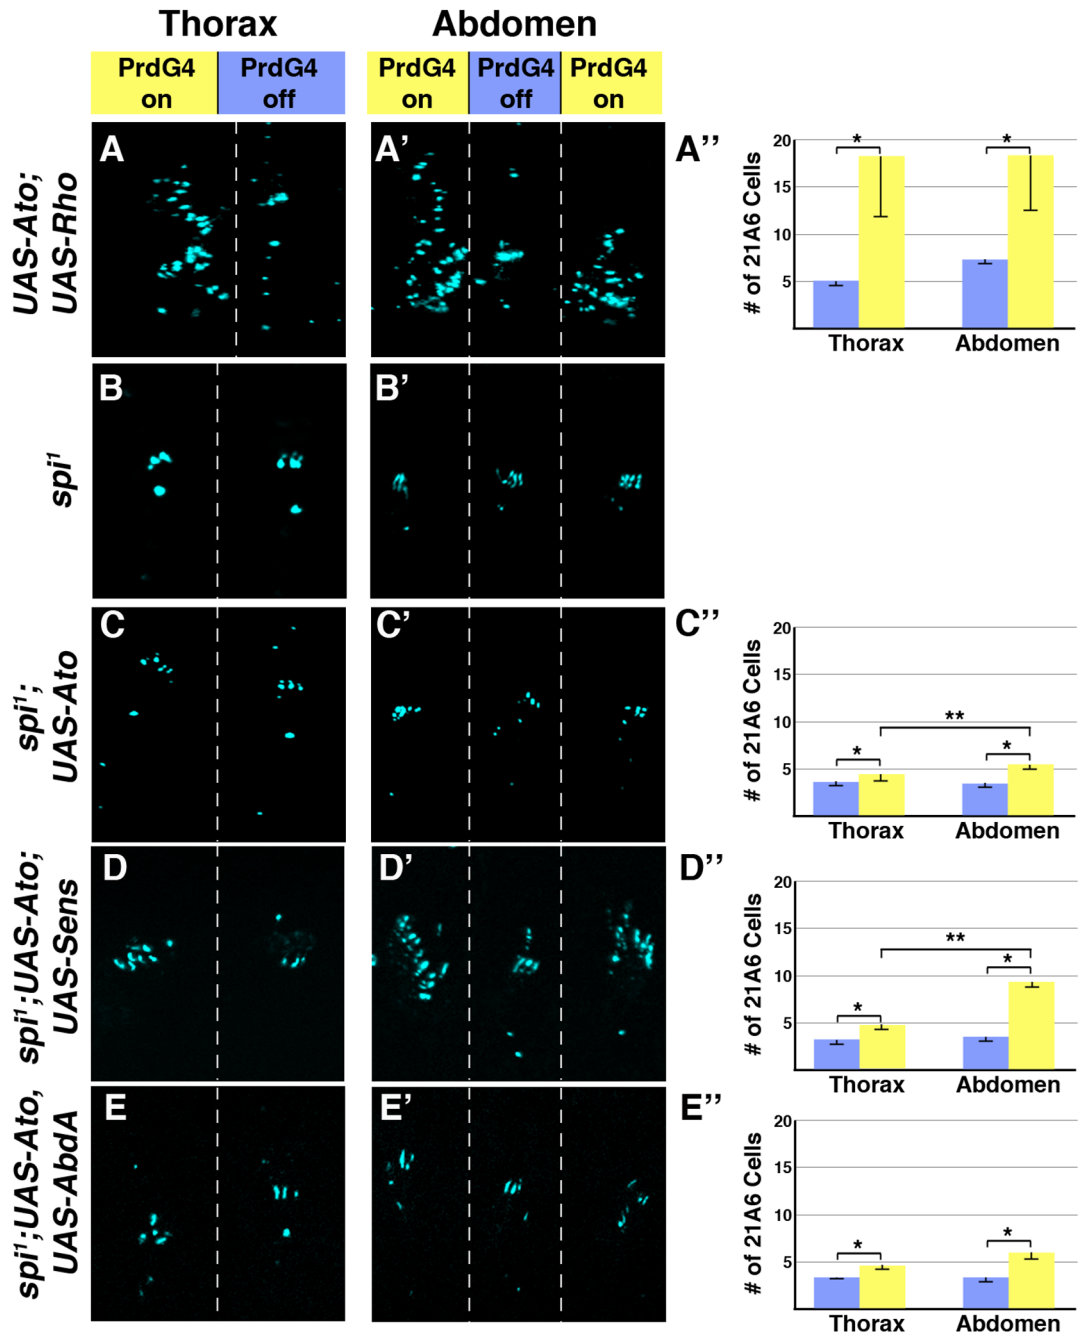 Thorax
Abdomen
PrdG4 on
PrdG4 off
PrdG4 on
PrdG4 off
PrdG4 on
UAS-Ato;
UAS-Rho
A
A’
A’’
# of 21A6 Cells
20
15
10
5
*
*
Thorax
Abdomen
spi1
B
B’
spi1;
UAS-Ato
C
C’
C’’
# of 21A6 Cells
20
15
10
5
*
**
*
Thorax
Abdomen
spi1;UAS-Ato;
UAS-Sens
D
D’
D’’
# of 21A6 Cells
20
15
10
5
*
**
*
Thorax
Abdomen
spi1;UAS-Ato,
UAS-AbdA
E
E’
E’’
# of 21A6 Cells
20
15
10
5
*
*
Thorax
Abdomen